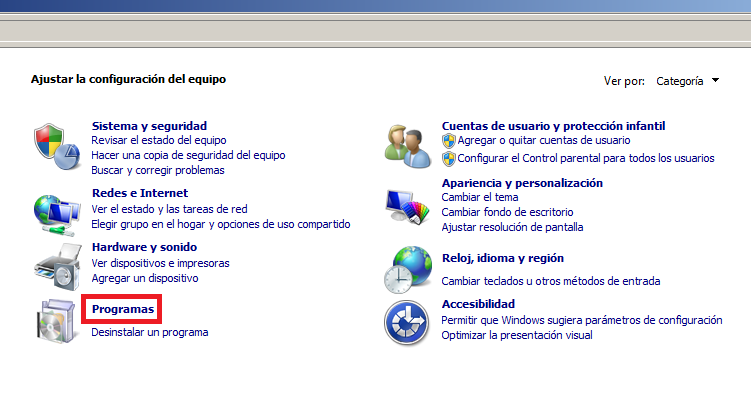 Ajustar la configuración del equipo
Ver por: Categoría
Sistema y seguridad
Revisar el estado del equipo
Hacer una copia de seguridad del equipo
Buscar y corregir problemas
Redes e Internet
Ver el estado y las tareas de red
Elegir grupo en el hogar y opciones de uso compartido
Hardware y sonido
Ver dispositivos e impresoras
Agregar un dispositivo
Programas
Desinstalar un programa
Cuentas de usuario y protección infantil
Agregar o quitar cuentas de usuario
Configurar el Control parental para todos los usuarios
Apariencia y personalización
Cambiar el tema
Cambiar fondo de escritorio
Ajustar resolución de pantalla
Reloj, idioma y región
Cambiar teclados u otros métodos de entrada
Accesibilidad
Permitir que Windows sugiera parámetros de configuración
Optimizar la presentación visual